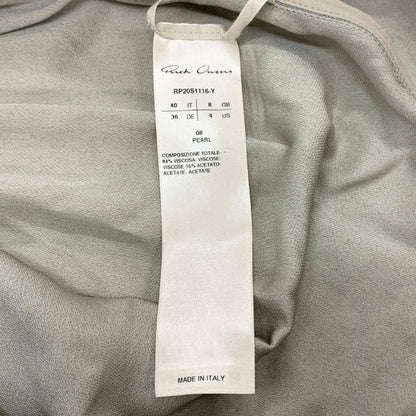 Rick Owens
RP20S1116-Y
40 IT 8 GB
36 DE 4 US
08
PEARL
COMPOSIZIONE TOTALE:-
84% VISCOSA- VISCOSE-
VISCOSE 16% ACETATO-
ACETATE - ACETATE
MADE IN ITALY